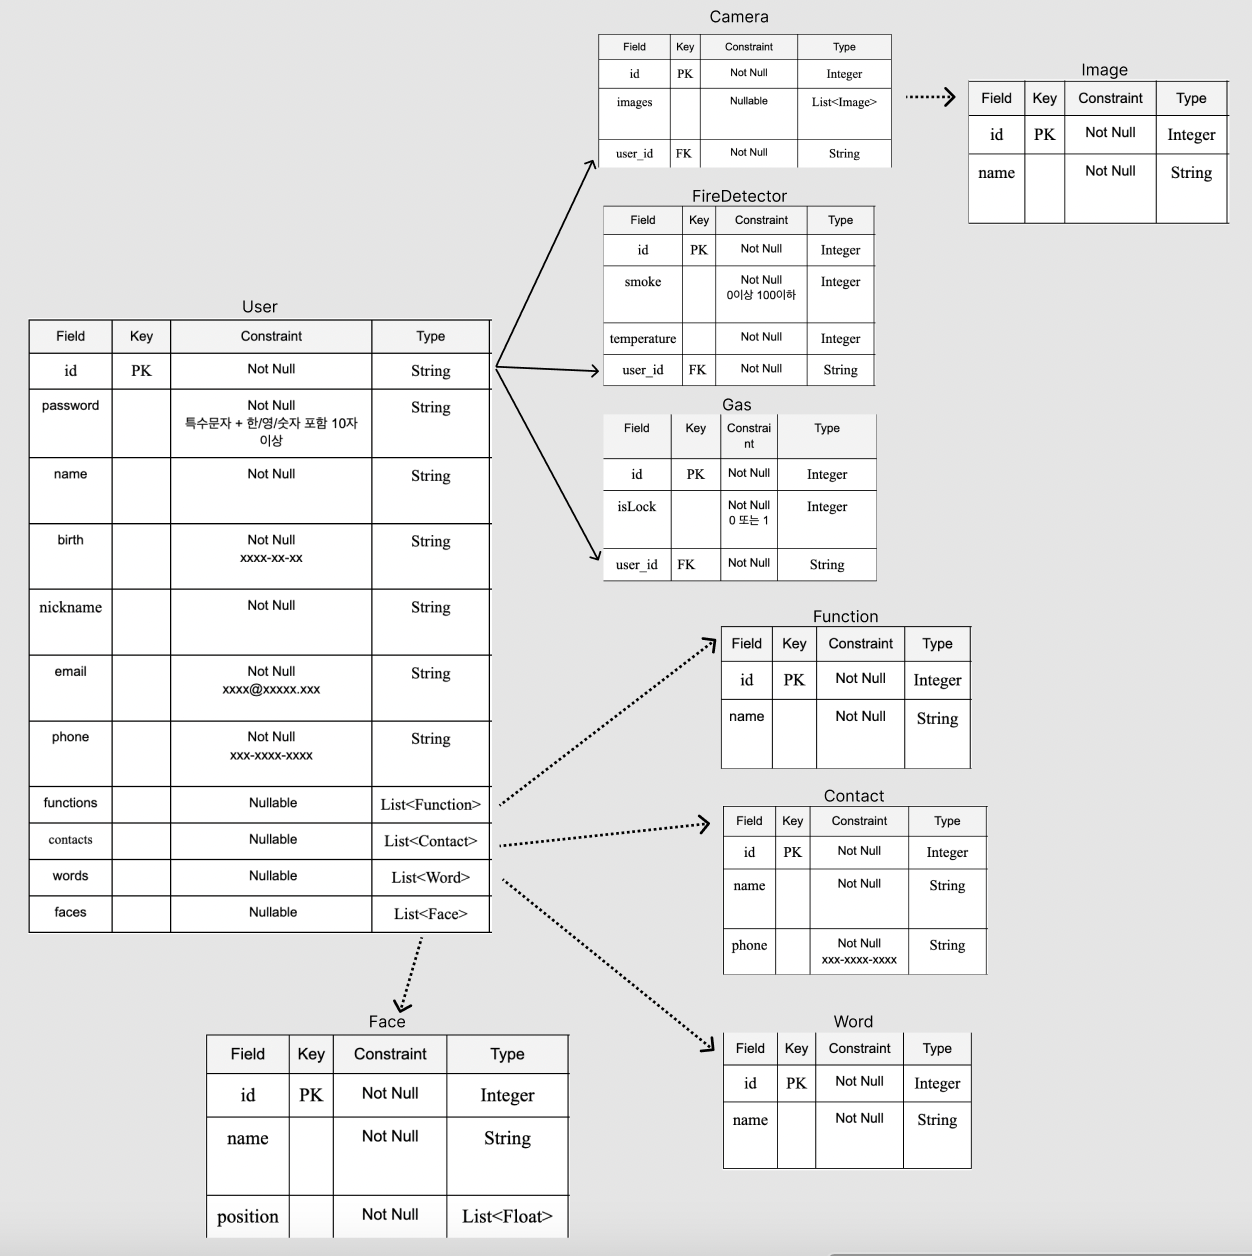 Camera
Field Key Constraint Type
id PK Not Null Integer
images Nullable List<Image>
user_id FK Not Null String
Image
Field Key Constraint Type
id PK Not Null Integer
name Not Null String
FireDetector
Field Key Constraint Type
id PK Not Null Integer
smoke Not Null Integer
0이상 100이하
temperature Not Null Integer
user_id FK Not Null String
User
Field Key Constraint Type
id PK Not Null String
password Not Null String
특수문자 + 한/영/숫자 포함 10자
이상
name Not Null String
birth Not Null String
xxxx-xx-xx
nickname Not Null String
email Not Null String
xxxx@xxxxx.xxx
phone Not Null String
xxx-xxxx-xxxx
functions Nullable List<Function>
contacts Nullable List<Contact>
words Nullable List<Word>
faces Nullable List<Face>
Gas
Field Key Constrai Type
nt
id PK Not Null Integer
isLock Not Null Integer
0 또는 1
user_id FK Not Null String
Function
Field Key Constraint Type
id PK Not Null Integer
name Not Null String
Contact
Field Key Constraint Type
id PK Not Null Integer
name Not Null String
phone Not Null String
xxx-xxxx-xxxx
Word
Field Key Constraint Type
id PK Not Null Integer
name Not Null String
Face
Field Key Constraint Type
id PK Not Null Integer
name Not Null String
position Not Null List<Float>